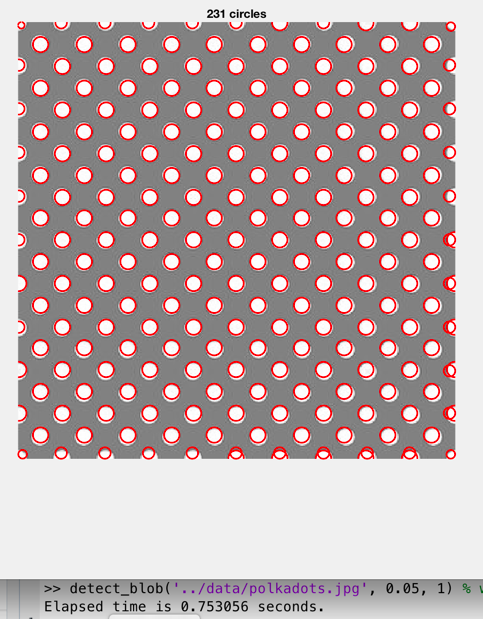 231 circles
>> detect_blob('../data/polkadots.jpg', 0.05, 1) %
Elapsed time is 0.753056 seconds.